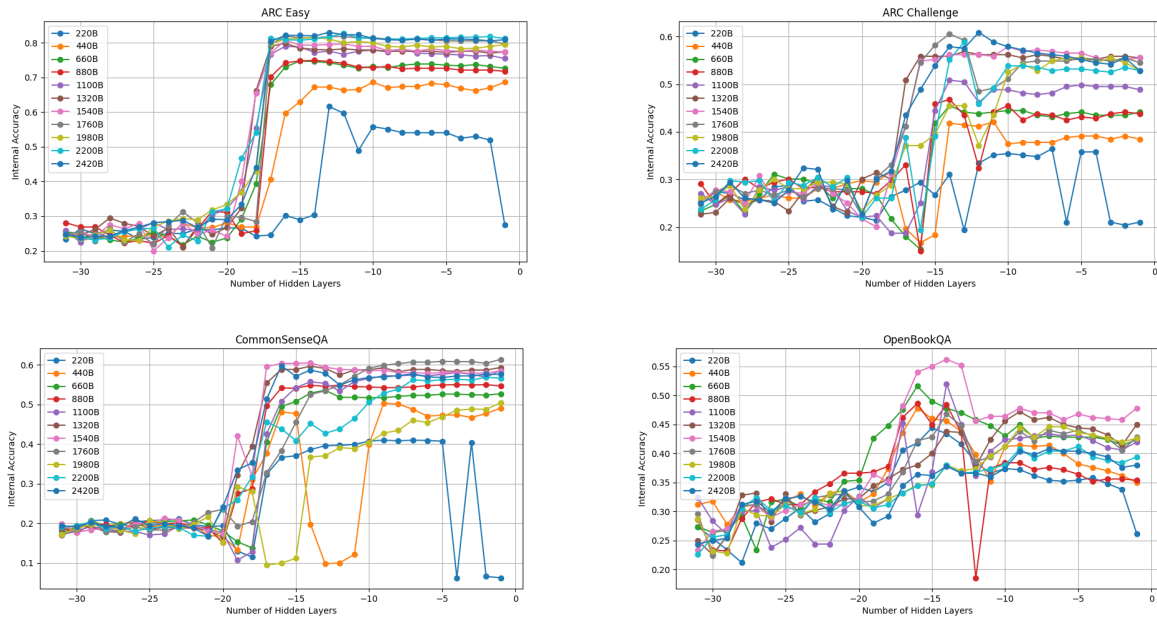 ARC Easy
Internal Accuracy
0.8
0.7
0.6
0.5
0.4
0.3
0.2
220B
440B
660B
880B
1100B
1320B
1540B
1760B
1980B
2200B
2420B
−30 −25 −20 −15 −10 −5 0
Number of Hidden Layers
ARC Challenge
Internal Accuracy
0.6
0.5
0.4
0.3
0.2
220B
440B
660B
880B
1100B
1320B
1540B
1760B
1980B
2200B
2420B
−30 −25 −20 −15 −10 −5 0
Number of Hidden Layers
CommonSenseQA
Internal Accuracy
0.6
0.5
0.4
0.3
0.2
0.1
220B
440B
660B
880B
1100B
1320B
1540B
1760B
1980B
2200B
2420B
−30 −25 −20 −15 −10 −5 0
Number of Hidden Layers
OpenBookQA
Internal Accuracy
0.55
0.50
0.45
0.40
0.35
0.30
0.25
0.20
220B
440B
660B
880B
1100B
1320B
1540B
1760B
1980B
2200B
2420B
−30 −25 −20 −15 −10 −5 0
Number of Hidden Layers